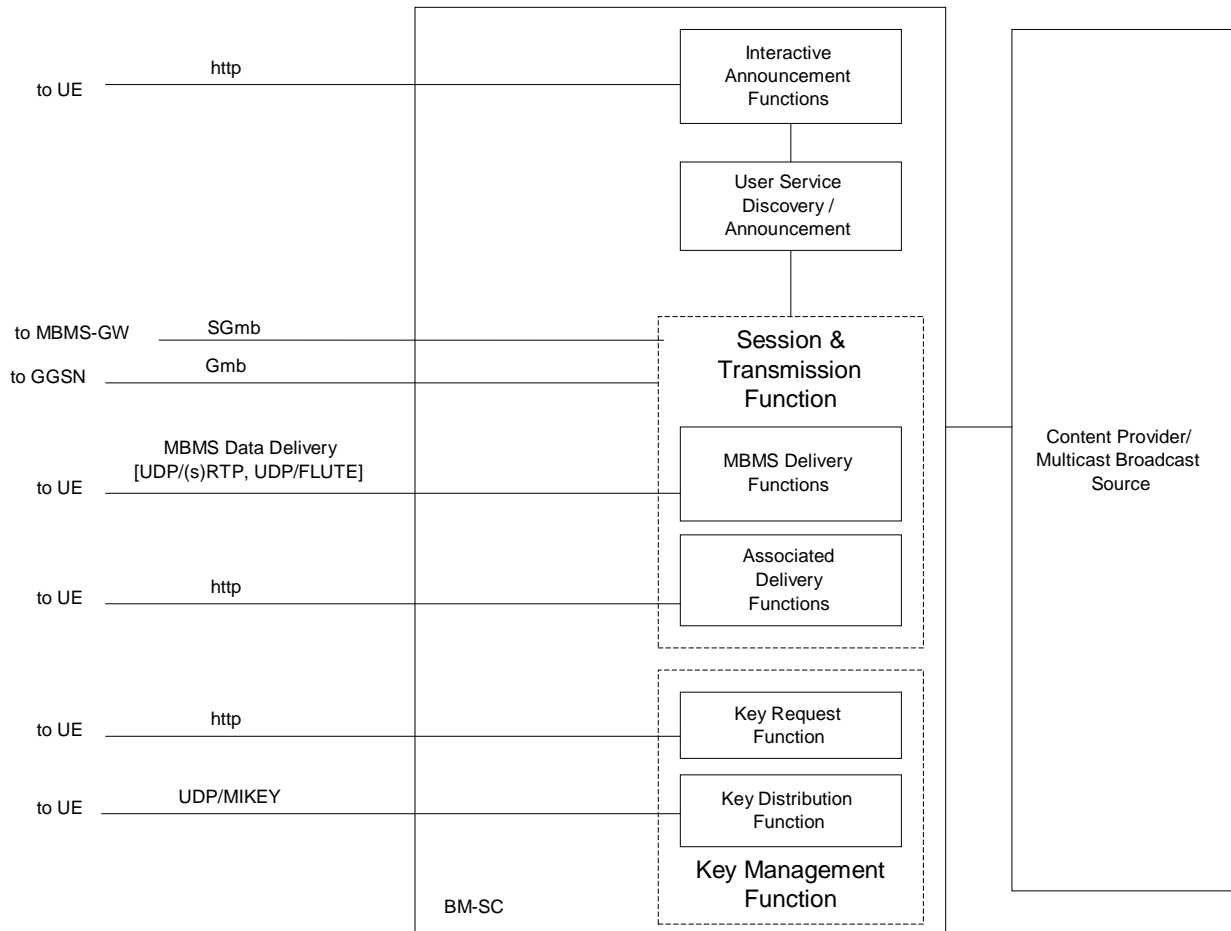 Interactive
Announcement
Functions
http
to UE
User Service
Discovery /
Announcement
to MBMS-GW
SGmb
to GGSN
Gmb
Session &
Transmission
Function
MBMS Data Delivery
[UDP/(s)RTP, UDP/FLUTE]
to UE
MBMS Delivery
Functions
Content Provider/
Multicast Broadcast
Source
Associated
Delivery
Functions
http
to UE
http
to UE
Key Request
Function
UDP/MIKEY
to UE
Key Distribution
Function
Key Management
Function
BM-SC